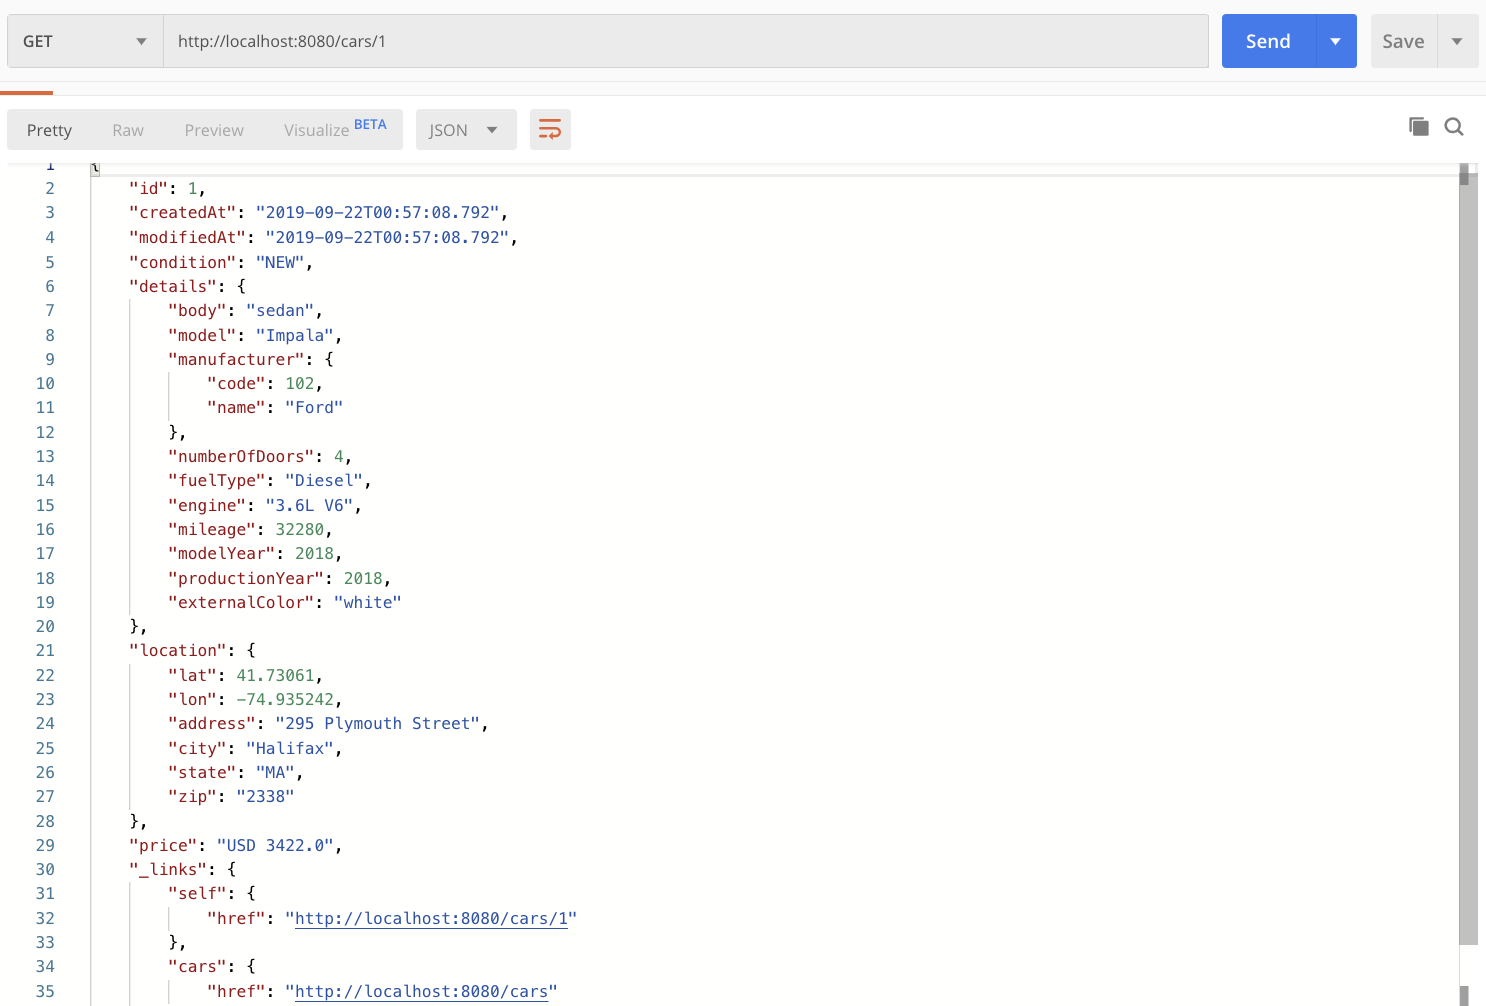 GET http://localhost:8080/cars/1 Send Save
Pretty Raw Preview Visualize BETA JSON
1 {
2 "id": 1,
3 "createdAt": "2019-09-22T00:57:08.792",
4 "modifiedAt": "2019-09-22T00:57:08.792",
5 "condition": "NEW",
6 "details": {
7 "body": "sedan",
8 "model": "Impala",
9 "manufacturer": {
10 "code": 102,
11 "name": "Ford"
12 },
13 "numberOfDoors": 4,
14 "fuelType": "Diesel",
15 "engine": "3.6L V6",
16 "mileage": 32280,
17 "modelYear": 2018,
18 "productionYear": 2018,
19 "externalColor": "white"
20 },
21 "location": {
22 "lat": 41.73061,
23 "lon": -74.935242,
24 "address": "295 Plymouth Street",
25 "city": "Halifax",
26 "state": "MA",
27 "zip": "2338"
28 },
29 "price": "USD 3422.0",
30 "_links": {
31 "self": {
32 "href": "http://localhost:8080/cars/1"
33 },
34 "cars": {
35 "href": "http://localhost:8080/cars"